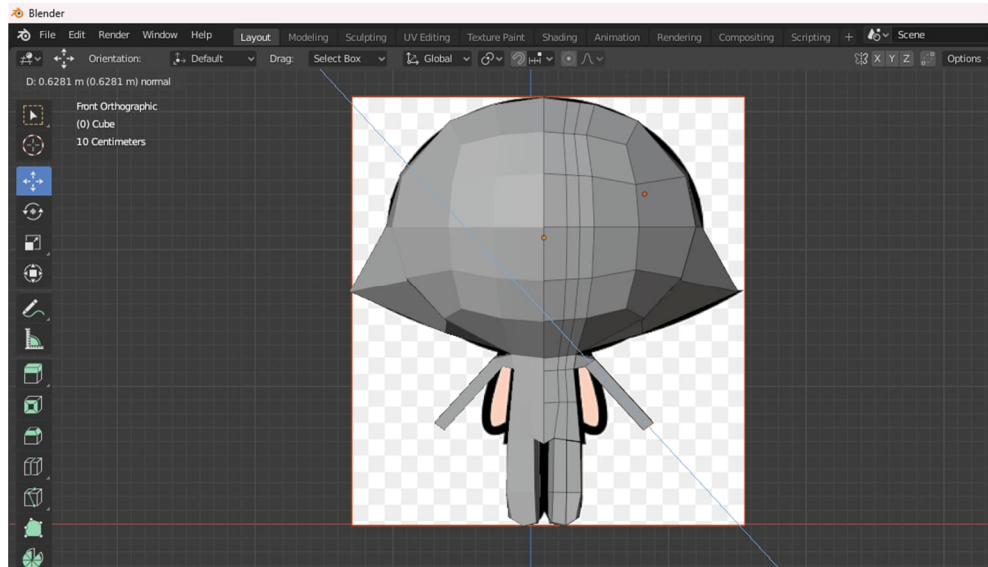 Blender
File Edit Render Window Help Layout Modeling Sculpting UV Editing Texture Paint Shading Animation Rendering Compositing Scripting + Scene
Orientation: Default Drag: Select Box Global X Y Z Options
D: 0.6281 m (0.6281 m) normal
Front Orthographic
(0) Cube
10 Centimeters